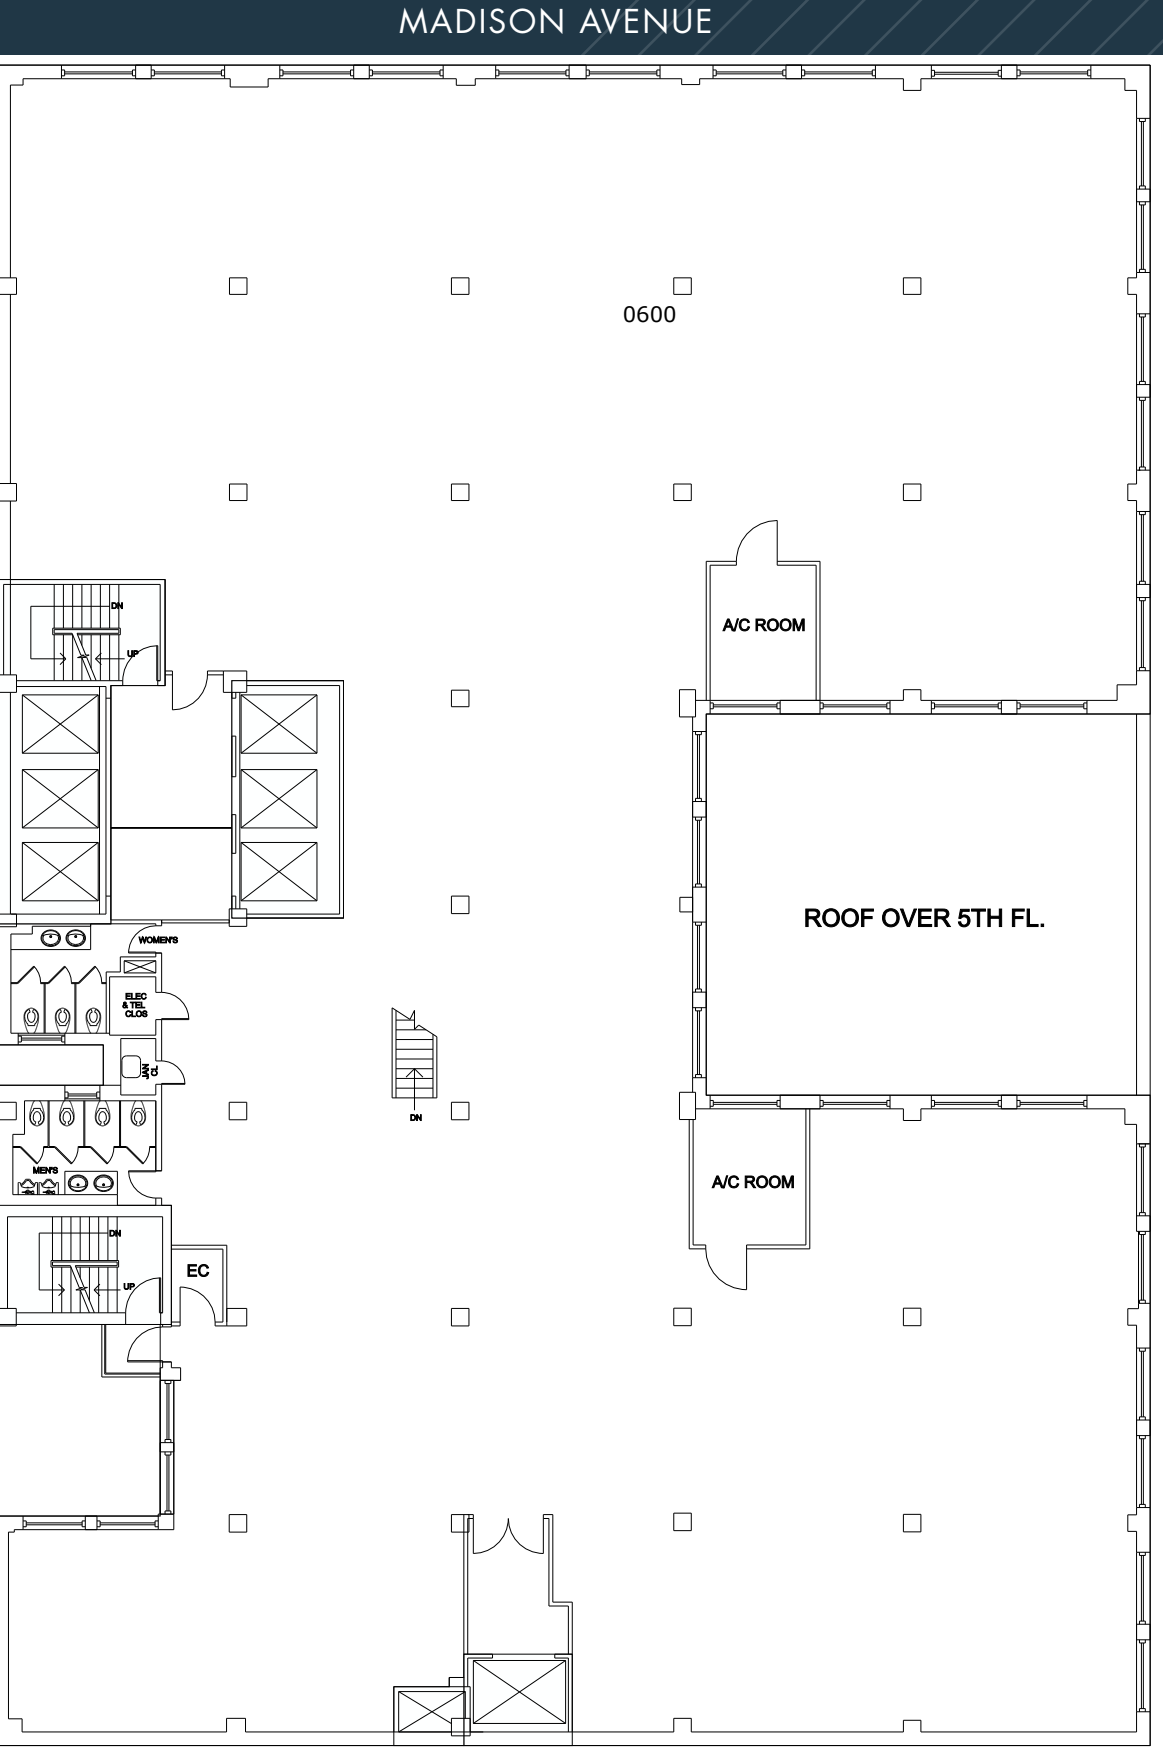 MADISON AVENUE
0600
DN
A/C ROOM
UP
ROOF OVER 5TH FL.
WOMEN'S
ELEC
& TEL
CLOS
JAN
CL
DN
MEN'S
A/C ROOM
DN
EC
UP